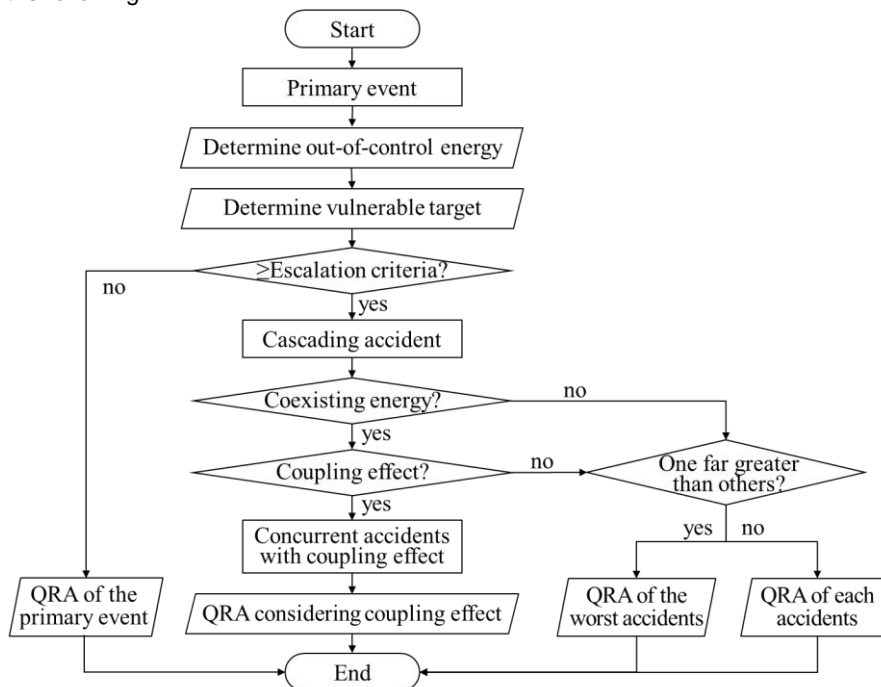 Start
Primary event
Determine out-of-control energy
Determine vulnerable target
≥Escalation criteria?
no
yes
Cascading accident
Coexisting energy?
no
yes
Coupling effect?
no
One far greater
than others?
yes
Concurrent accidents
with coupling effect
yes
no
QRA of the
primary event
QRA considering coupling effect
QRA of the
worst accidents
QRA of each
accidents
End